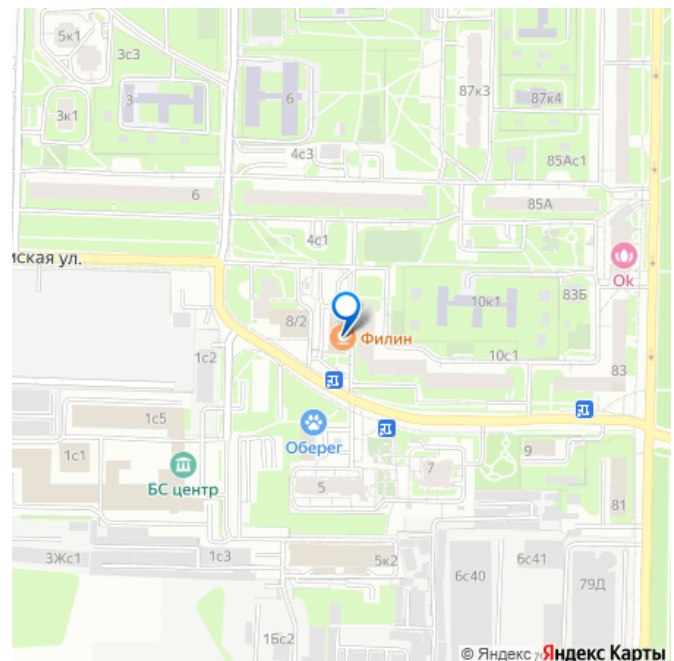 5к1
3с3
3
6
87к3
87к4
3к1
4с3
85Ас1
6
85А
4с1
ская ул.
Ok
10к1
83Б
8/2
Филин
1с2
10с1
83
1с5
Оберег
9
1с1
БС центр
7
5
81
3Жс1
1с3
5к2
6с40
6с41
79Д
1Бс2
© Яндекс
Яндекс Карты